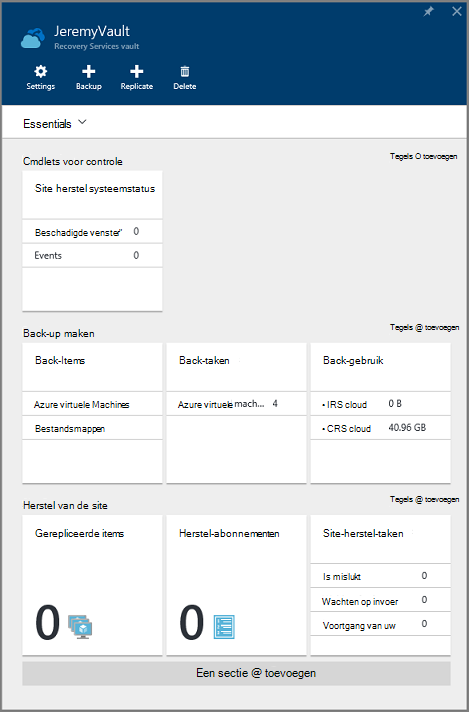 JeremyVault
Recovery Services vault
Settings
Backup
Replicate
Delete
Essentials
Cmdlets voor controle
Tegels O toevoegen
Site herstel systeemstatus
Beschadigde venster" 0
Events 0
Back-up maken
Tegels @ toevoegen
Back-Items
Azure virtuele Machines
Bestandsmappen
Back-taken
Azure virtuele mach... 4
Back-gebruik
• IRS cloud 0 B
• CRS cloud 40.96 GB
Herstel van de site
Tegels @ toevoegen
Gerepliceerde items
0
Herstel-abonnementen
0
Site-herstel-taken
Is mislukt 0
Wachten op invoer 0
Voortgang van uw 0
Een sectie @ toevoegen